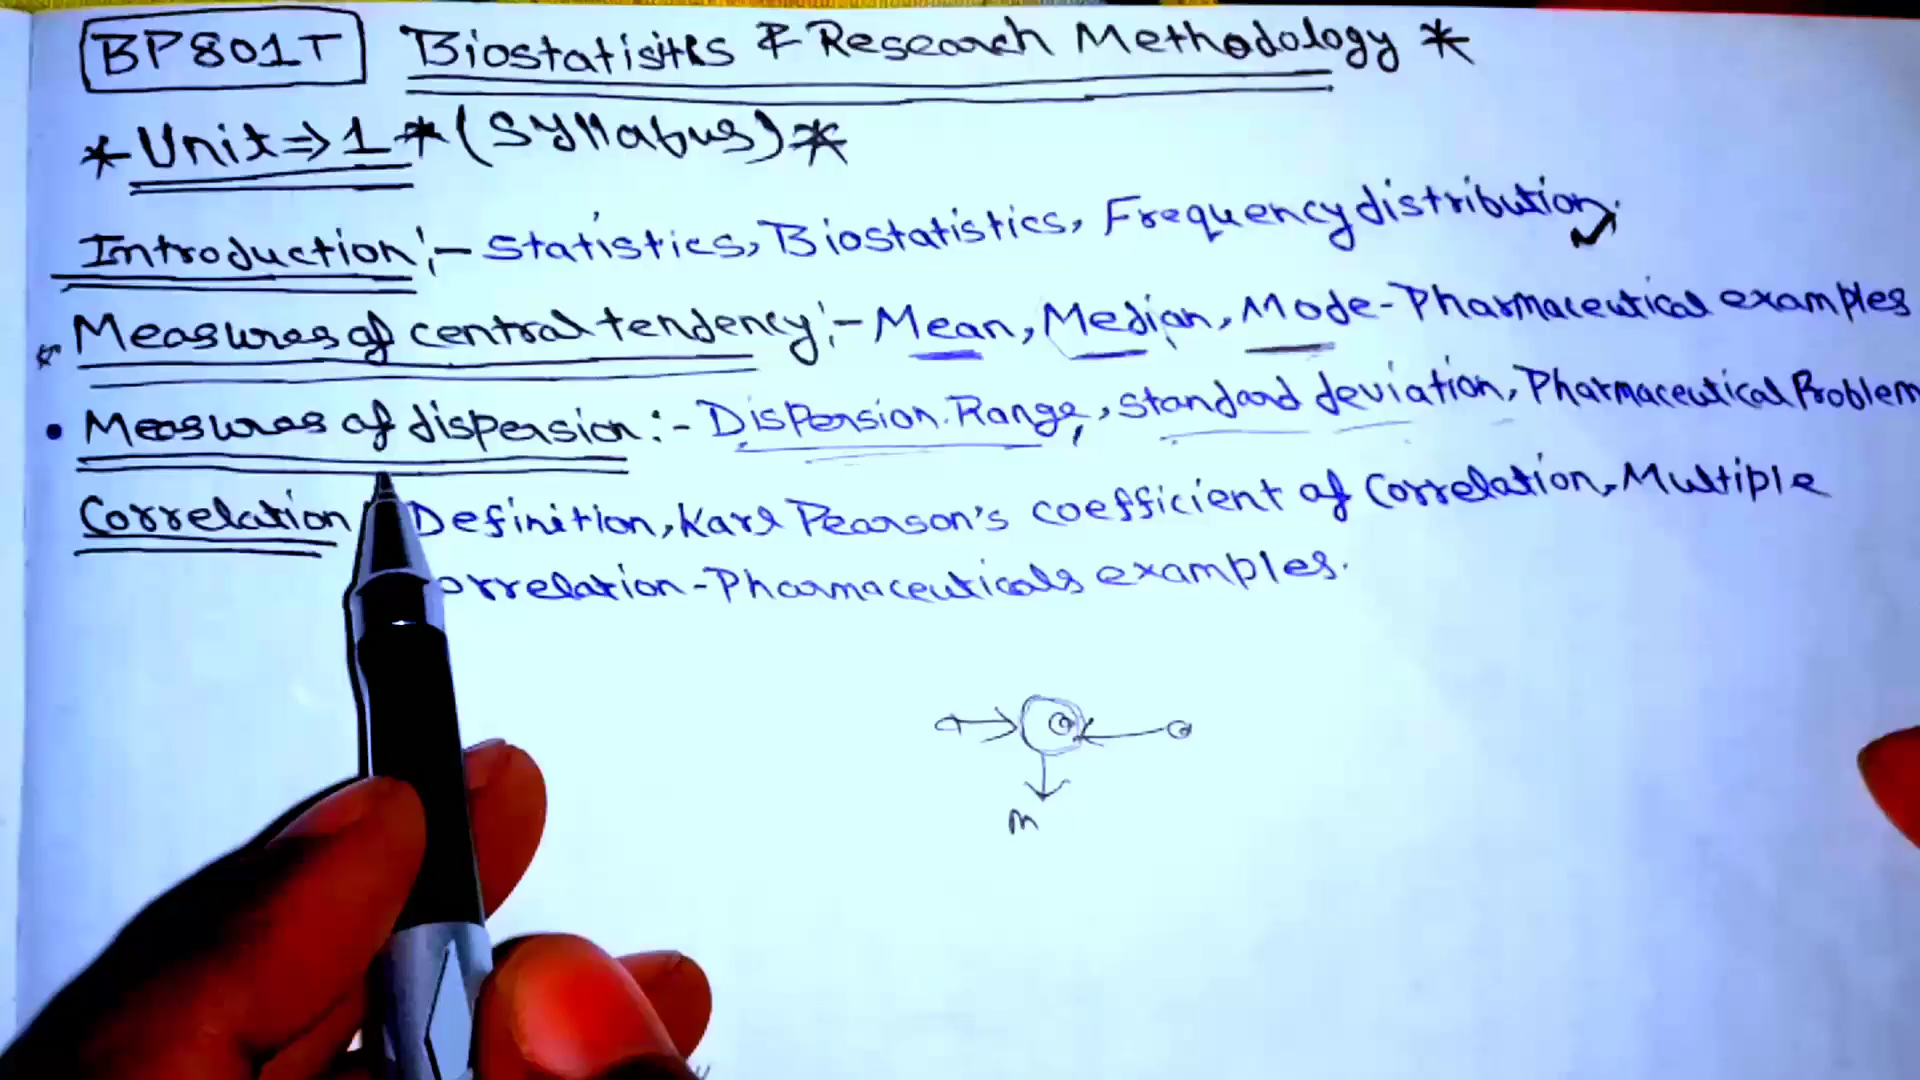 BP801T Biostatisitks & Research Methodology *
* Unit ⇒ 1 * (Syllabus) *
Introduction :- Statistics, Biostatistics, Frequency distribution.
* Measures of central tendency :- Mean, Median, Mode - Pharmaceutical examples
• Measures of dispersion :- Dispersion. Range, standard deviation, Pharmaceutical Problem
Correlation Definition, Karl Pearson's coefficient of Correlation, Multiple
orrelation - Pharmaceuticals examples.
m